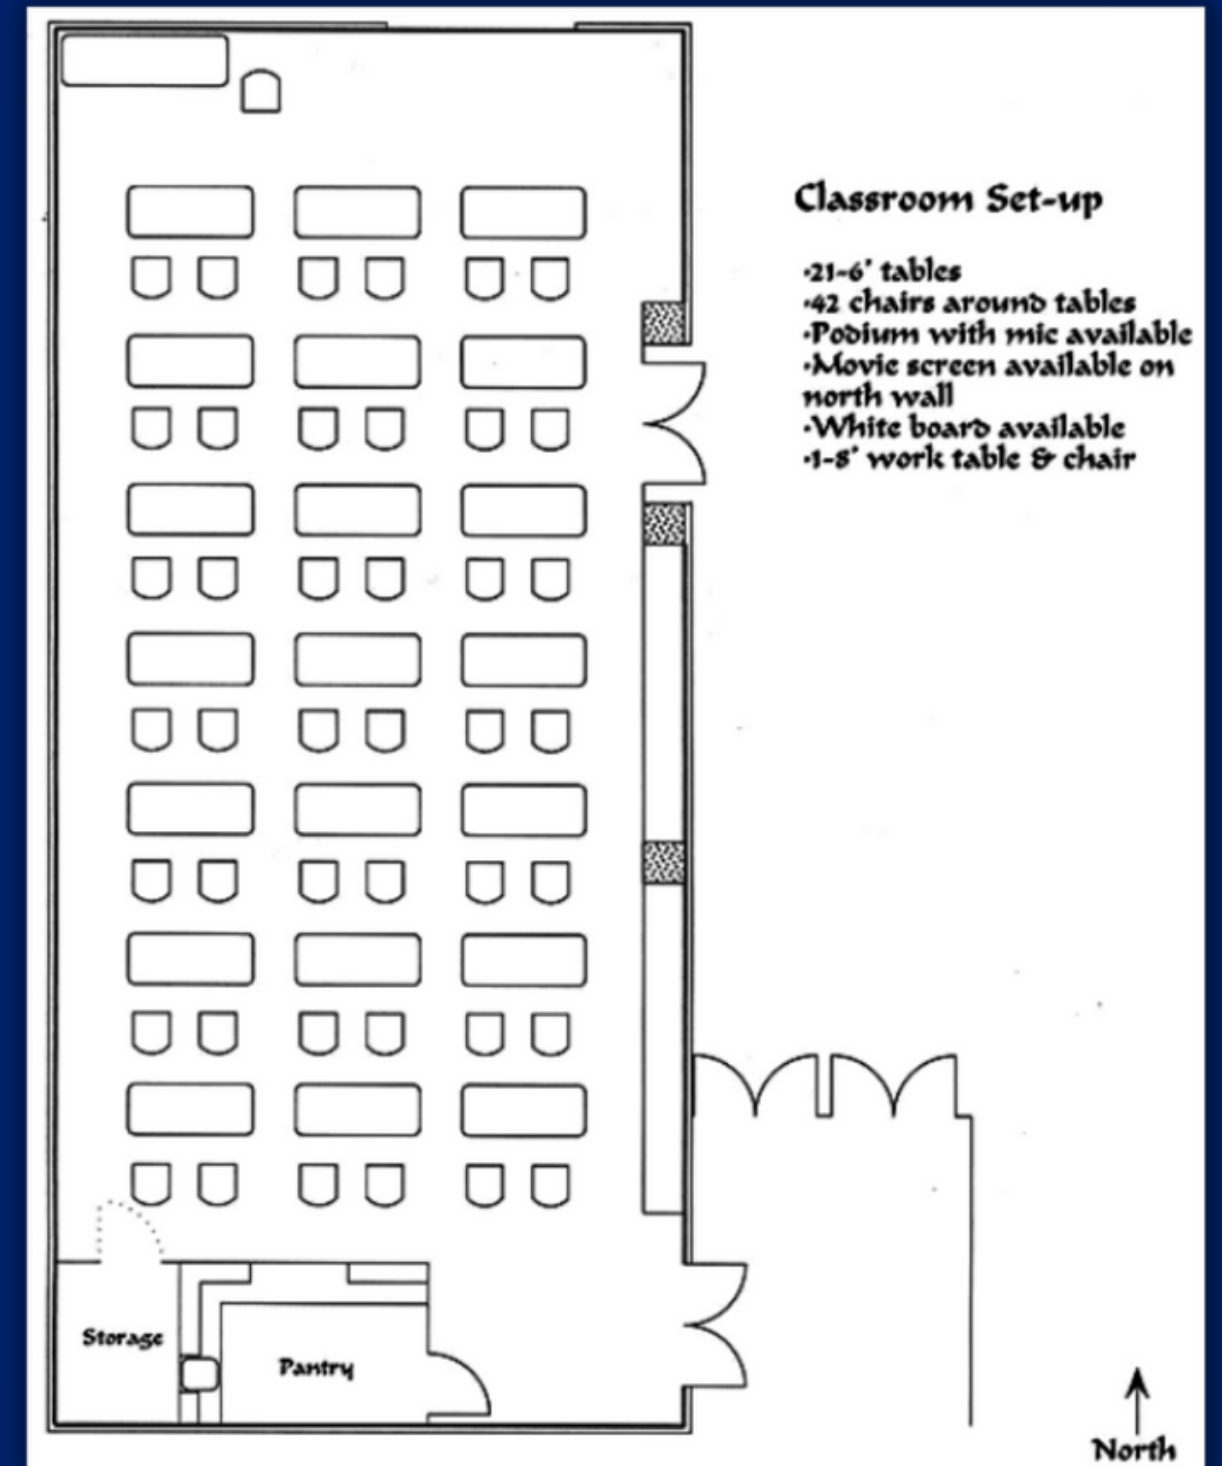 Classroom Set-up
·21-6' tables
·42 chairs around tables
·Podium with mic available
·Movie screen available on
north wall
·White board available
·1-8' work table & chair
Storage
Pantry
North